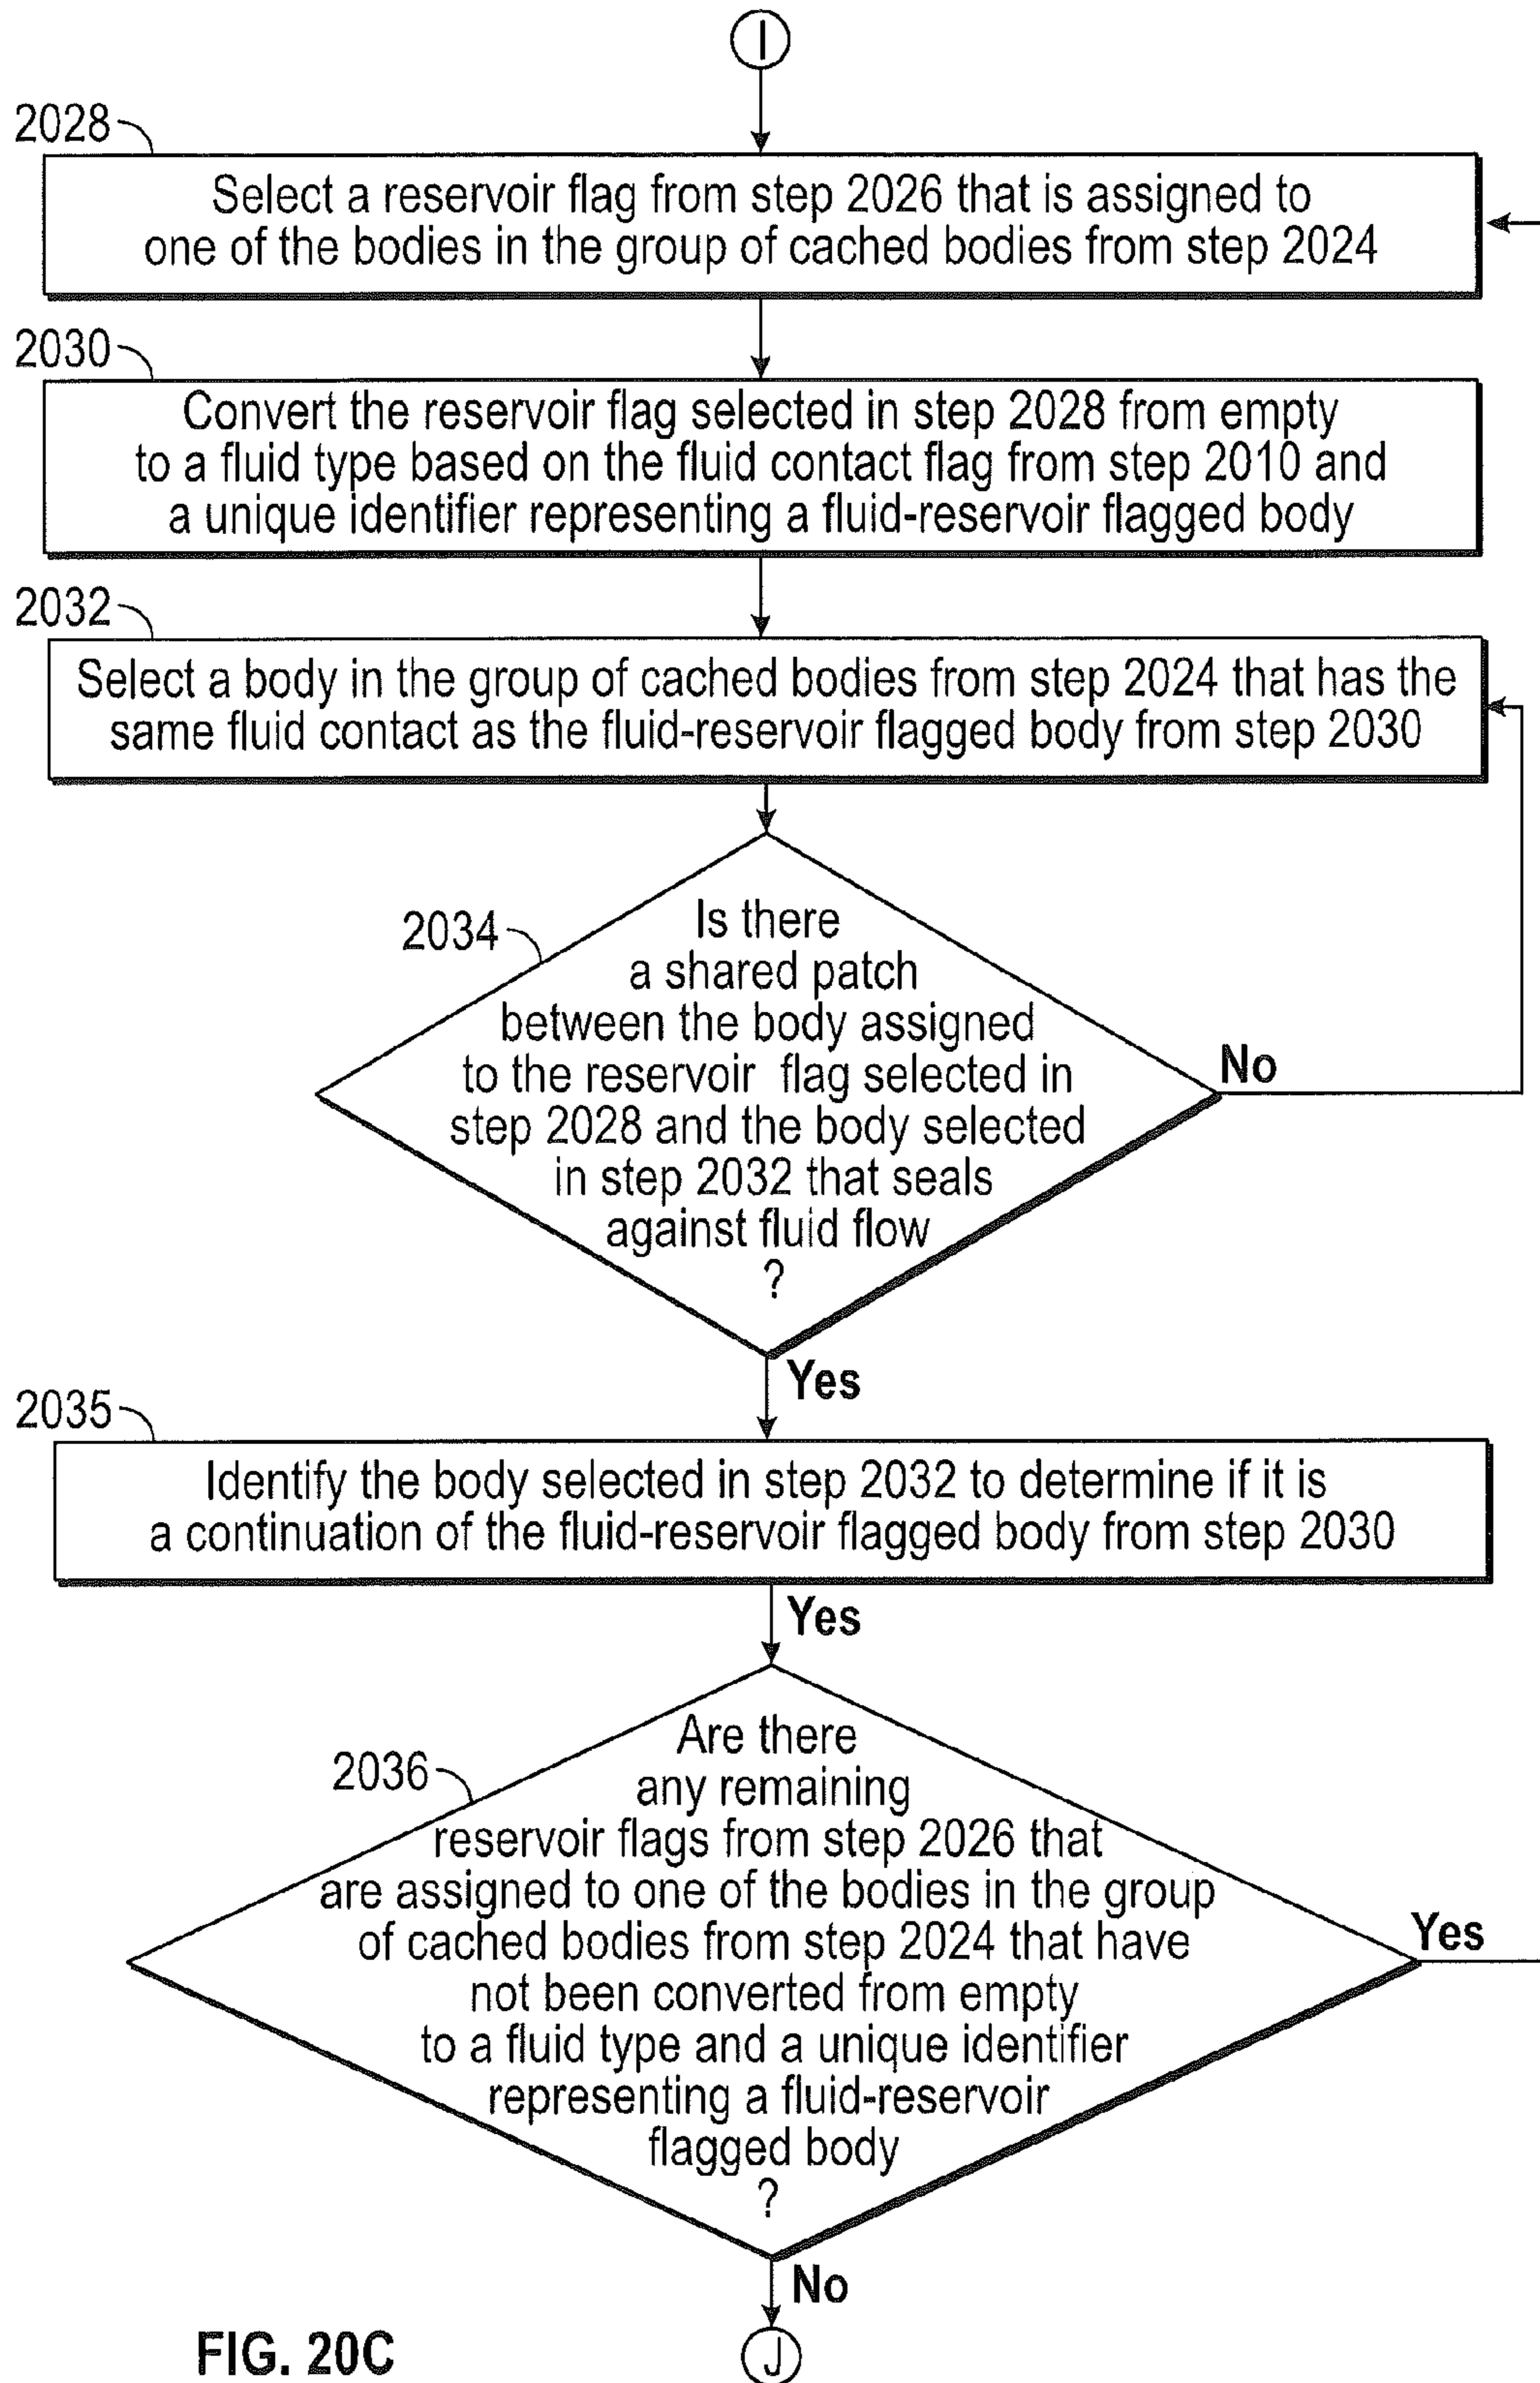 I
2028
Select a reservoir flag from step 2026 that is assigned to
one of the bodies in the group of cached bodies from step 2024
2030
Convert the reservoir flag selected in step 2028 from empty
to a fluid type based on the fluid contact flag from step 2010 and
a unique identifier representing a fluid-reservoir flagged body
2032
Select a body in the group of cached bodies from step 2024 that has the
same fluid contact as the fluid-reservoir flagged body from step 2030
2034
Is there
a shared patch
between the body assigned
to the reservoir flag selected in
step 2028 and the body selected
in step 2032 that seals
against fluid flow
?
No
Yes
2035
Identify the body selected in step 2032 to determine if it is
a continuation of the fluid-reservoir flagged body from step 2030
Yes
2036
Are there
any remaining
reservoir flags from step 2026 that
are assigned to one of the bodies in the group
of cached bodies from step 2024 that have
not been converted from empty
to a fluid type and a unique identifier
representing a fluid-reservoir
flagged body
?
Yes
No
J
FIG. 20C